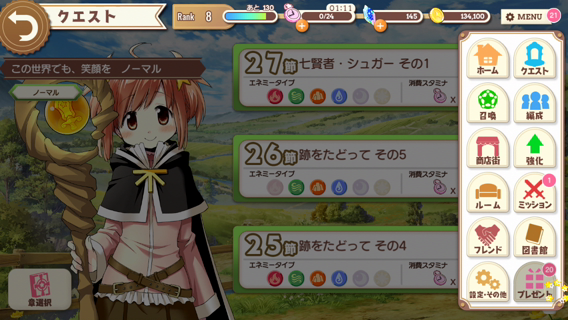 クエスト
Rank 8
あと 130
0/24
01:11
145
134,100
MENU
21
この世界でも、笑顔を ノーマル
ノーマル
章選択
27節 七賢者・シュガー その1
エネミータイプ
消費スタミナ
X
26節 跡をたどって その5
エネミータイプ
消費スタミナ
X
25節 跡をたどって その4
エネミータイプ
消費スタミナ
X
ホーム
クエスト
召喚
編成
商店街
強化
ルーム
ミッション
1
フレンド
図書館
設定・その他
プレゼント
20